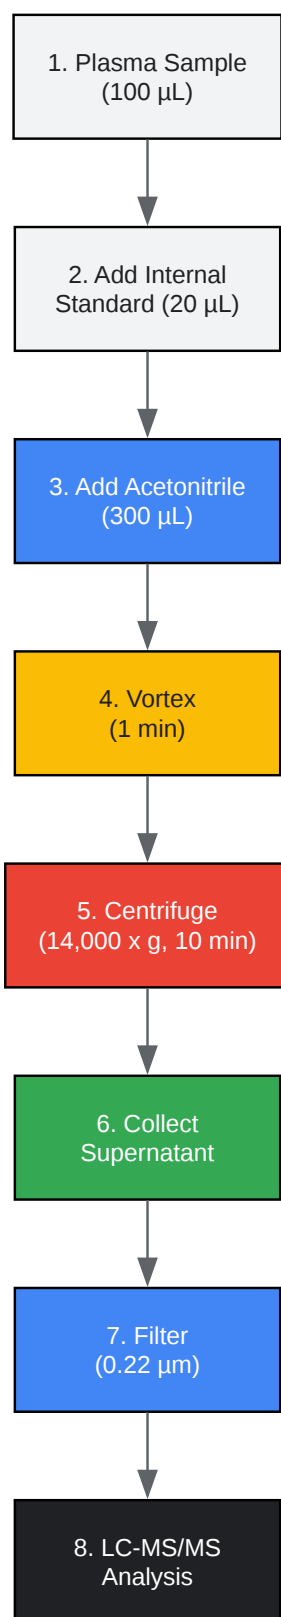 1. Plasma Sample
(100 µL)
2. Add Internal
Standard (20 µL)
3. Add Acetonitrile
(300 µL)
4. Vortex
(1 min)
5. Centrifuge
(14,000 x g, 10 min)
6. Collect
Supernatant
7. Filter
(0.22 µm)
8. LC-MS/MS
Analysis